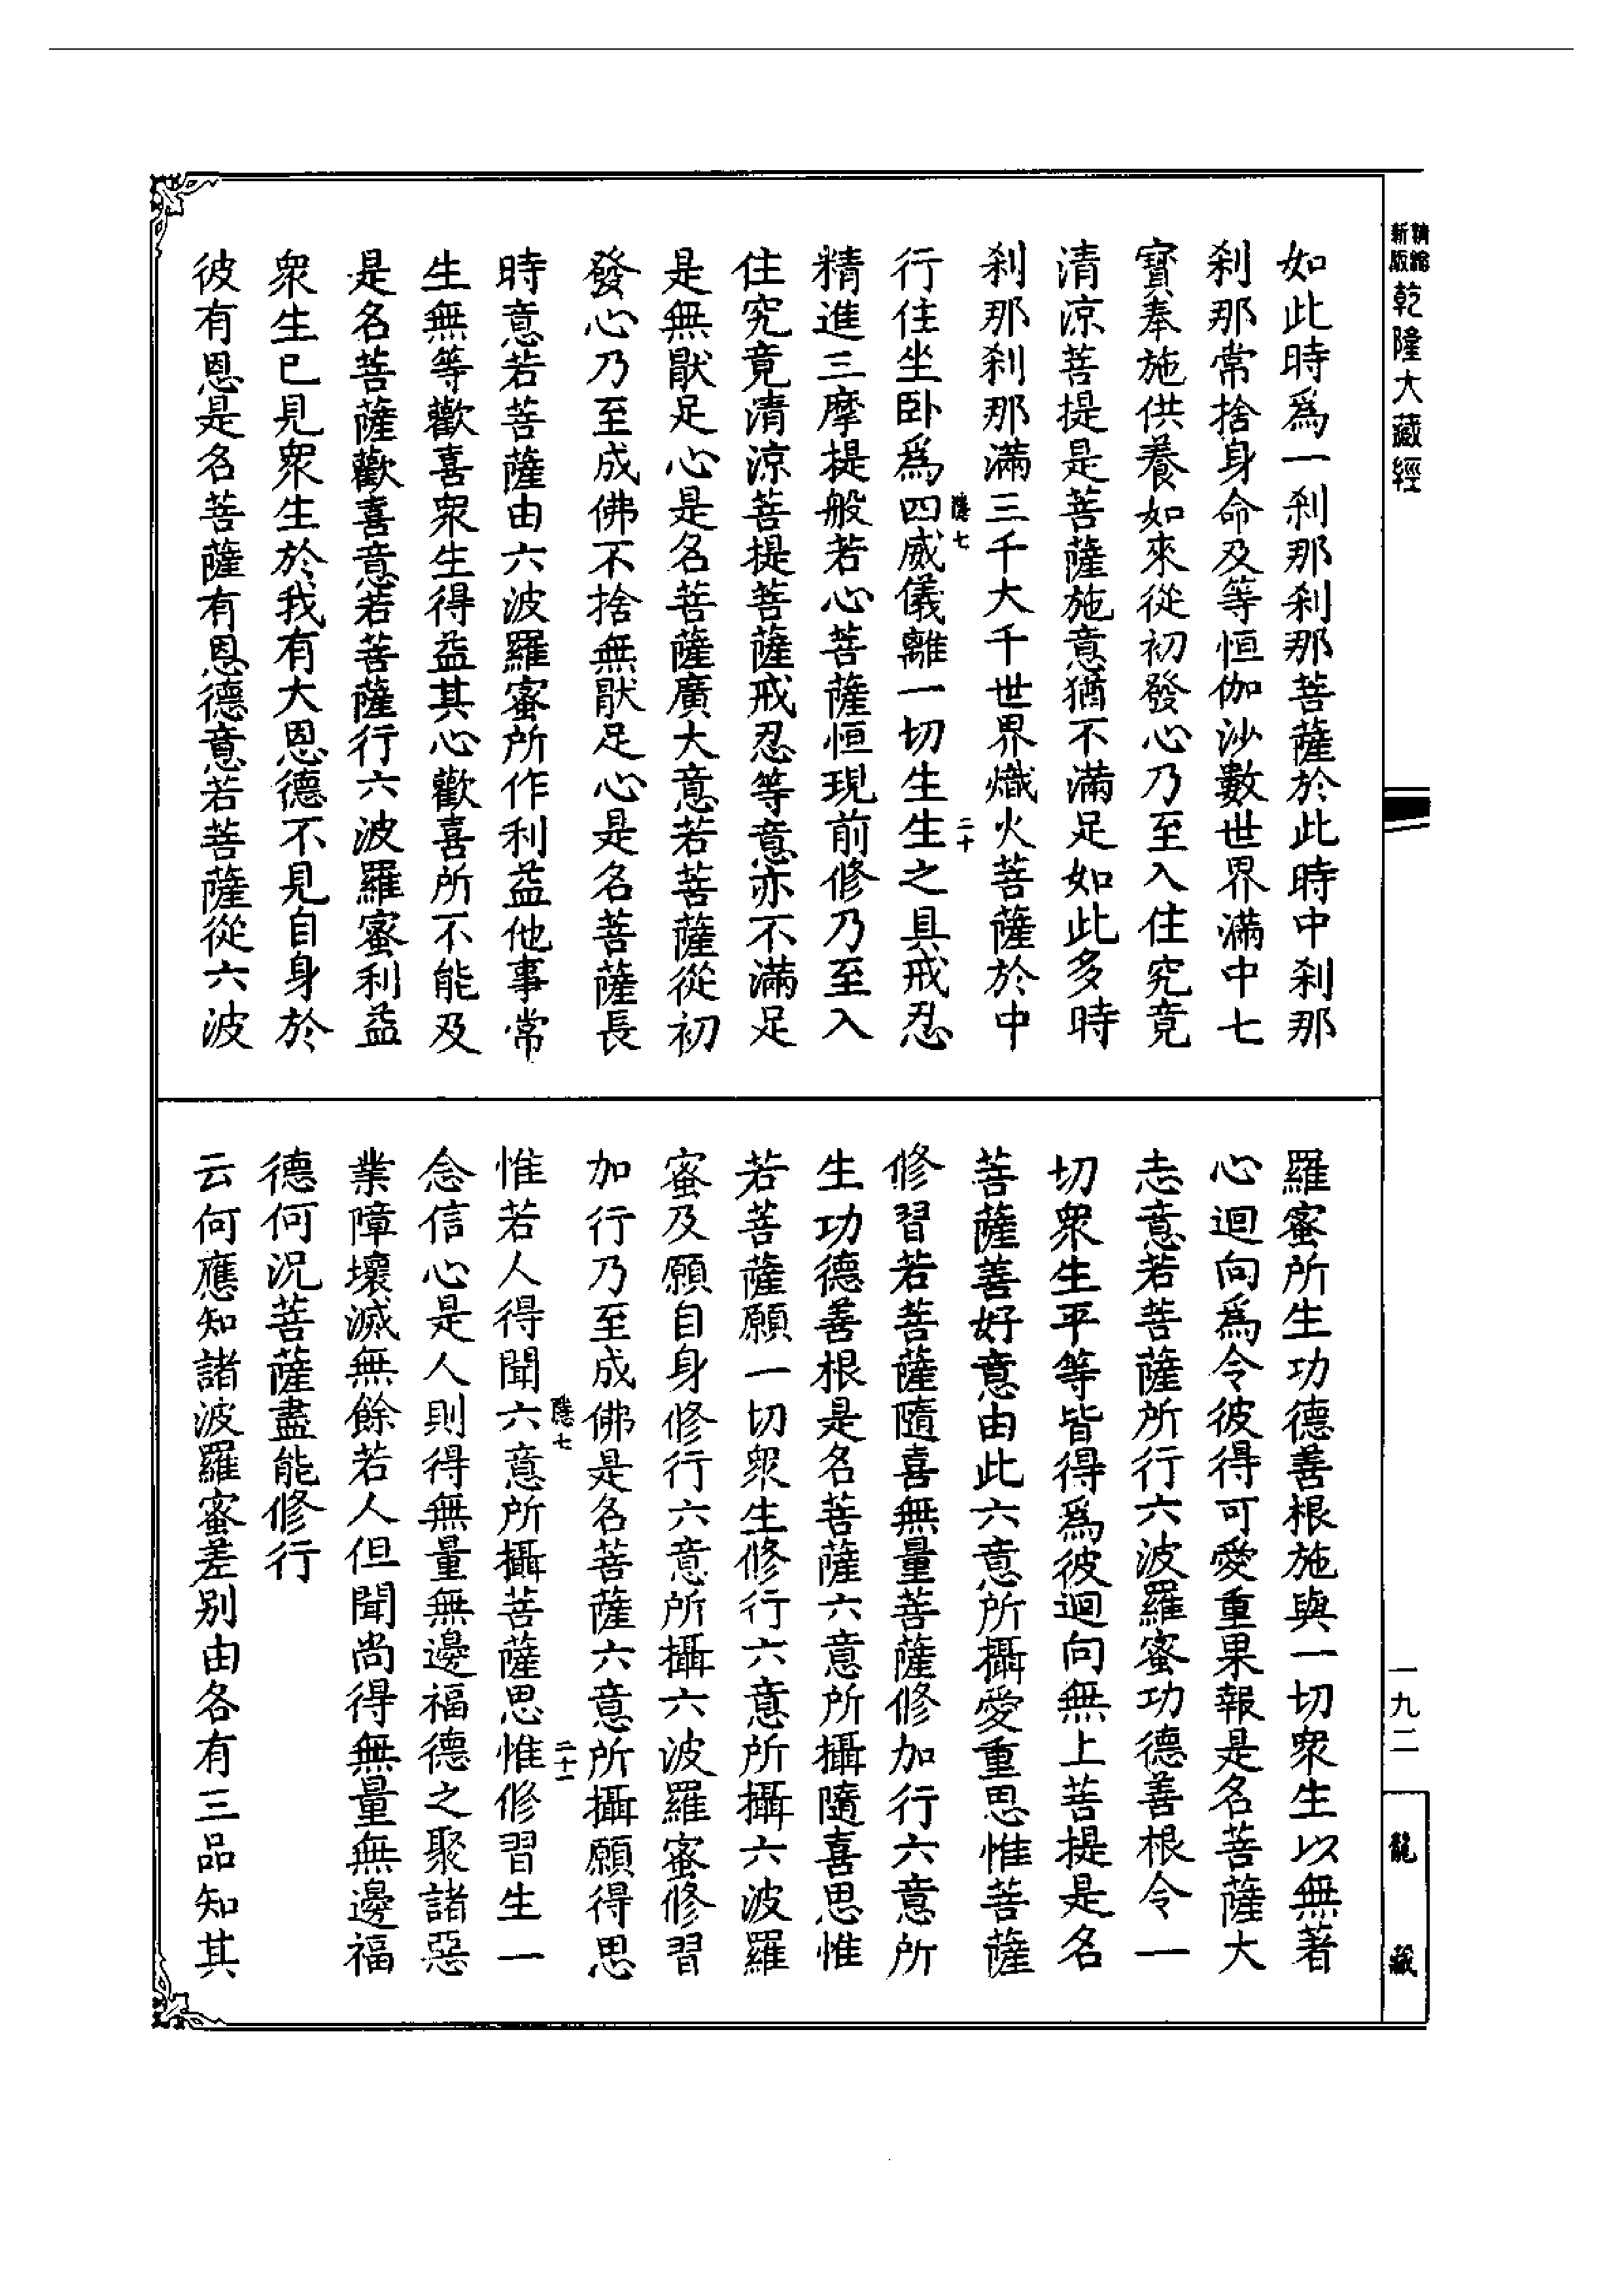 精縮
新版
乾隆大藏經
如此時爲一刹那刹那菩薩於此時中刹那
刹那常捨身命及等恒伽沙數世界滿中七
寶奉施供養如來從初發心乃至入住究竟
清涼菩提是菩薩施意猶不滿足如此多時
刹那刹那滿三千大千世界熾火菩薩於中
行住坐卧爲四威儀離一切生生之具戒忍
精進三摩提般若心菩薩恒現前修乃至入
住究竟清涼菩提菩薩戒忍等意亦不滿足
是無猒足心是名菩薩廣大意若菩薩從初
發心乃至成佛不捨無猒足心是名菩薩長
時意若菩薩由六波羅蜜所作利益他事常
生無等歡喜衆生得益其心歡喜所不能及
是名菩薩歡喜意若菩薩行六波羅蜜利益
衆生已見衆生於我有大恩德不見自身於
彼有恩是名菩薩有恩德意若菩薩從六波
羅蜜所生功德善根施與一切衆生以無著
心迴向爲令彼得可愛重果報是名菩薩大
志意若菩薩所行六波羅蜜功德善根令一
切衆生平等皆得爲彼迴向無上菩提是名
菩薩善好意由此六意所攝愛重思惟菩薩
修習若菩薩隨喜無量菩薩修加行六意所
生功德善根是名菩薩六意所攝隨喜思惟
若菩薩願一切衆生修行六意所攝六波羅
蜜及願自身修行六意所攝六波羅蜜修習
加行乃至成佛是名菩薩六意所攝願得思
惟若人得聞六意所攝菩薩思惟修習生一
念信心是人則得無量無邊福德之聚諸惡
業障壞滅無餘若人但聞尚得無量無邊福
德何況菩薩盡能修行
云何應知諸波羅蜜差別由各有三品知其
七
二十
七
二十一
一九二
龍藏